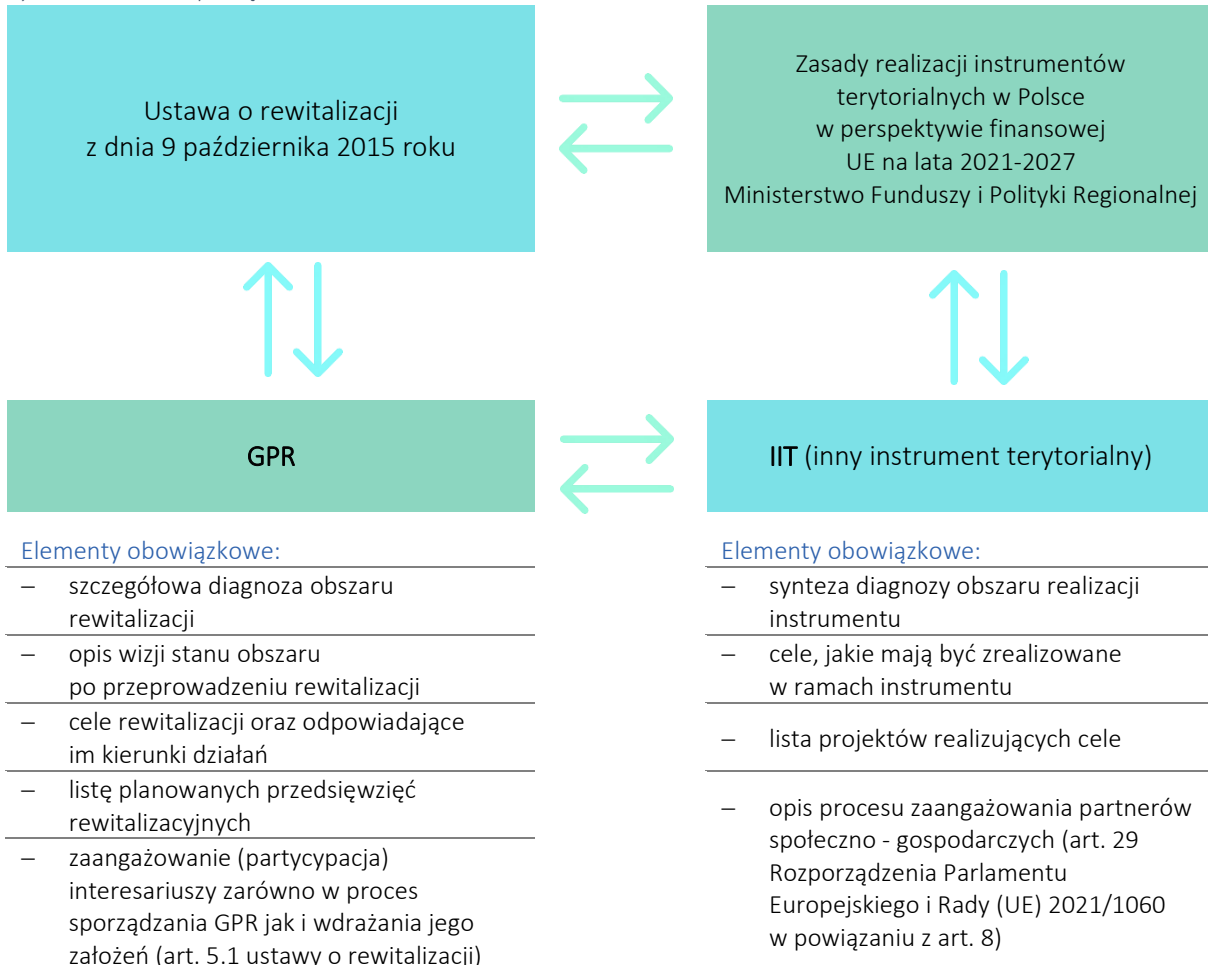 Ustawa o rewitalizacji
z dnia 9 października 2015 roku
Zasady realizacji instrumentów
terytorialnych w Polsce
w perspektywie finansowej
UE na lata 2021-2027
Ministerstwo Funduszy i Polityki Regionalnej
GPR
IIT (inny instrument terytorialny)
Elementy obowiązkowe:
– szczegółowa diagnoza obszaru
rewitalizacji
– opis wizji stanu obszaru
po przeprowadzeniu rewitalizacji
– cele rewitalizacji oraz odpowiadające
im kierunki działań
– listę planowanych przedsięwzięć
rewitalizacyjnych
– zaangażowanie (partycypacja)
interesariuszy zarówno w proces
sporządzania GPR jak i wdrażania jego
założeń (art. 5.1 ustawy o rewitalizacji)
Elementy obowiązkowe:
– synteza diagnozy obszaru realizacji
instrumentu
– cele, jakie mają być zrealizowane
w ramach instrumentu
– lista projektów realizujących cele
– opis procesu zaangażowania partnerów
społeczno - gospodarczych (art. 29
Rozporządzenia Parlamentu
Europejskiego i Rady (UE) 2021/1060
w powiązaniu z art. 8)